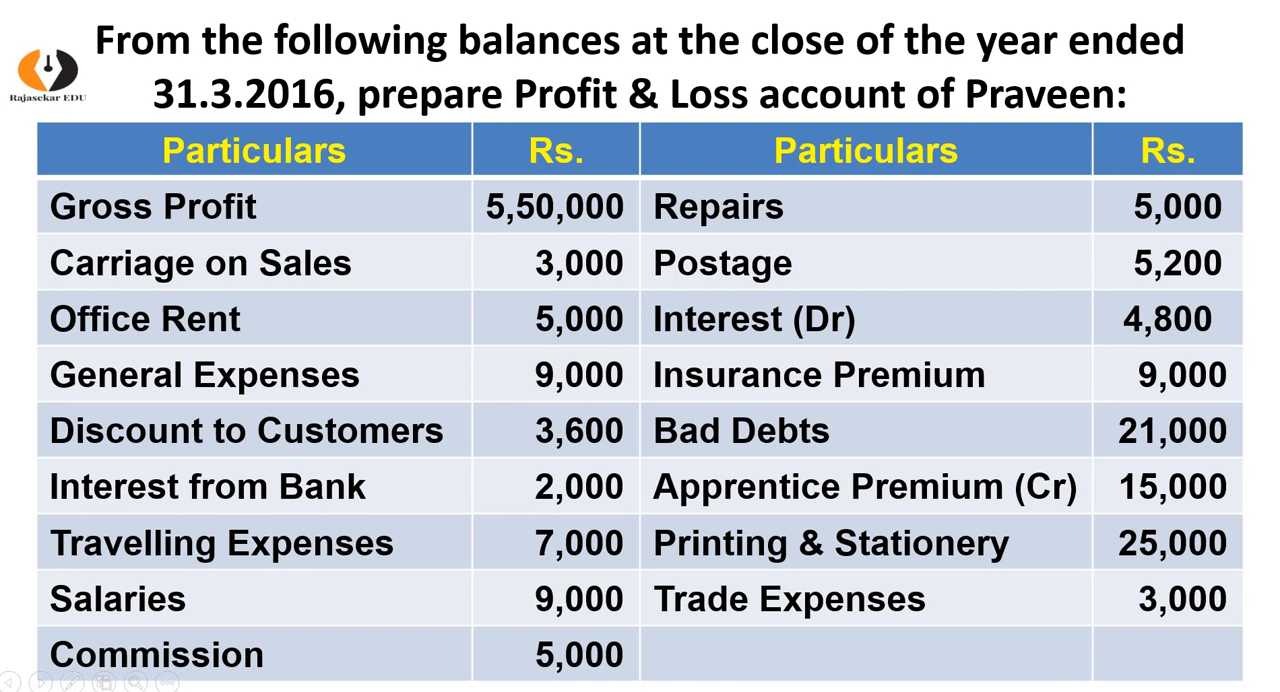 From the following balances at the close of the year ended
31.3.2016, prepare Profit & Loss account of Praveen:
Rajasekar EDU
Particulars Rs. Particulars Rs.
Gross Profit 5,50,000 Repairs 5,000
Carriage on Sales 3,000 Postage 5,200
Office Rent 5,000 Interest (Dr) 4,800
General Expenses 9,000 Insurance Premium 9,000
Discount to Customers 3,600 Bad Debts 21,000
Interest from Bank 2,000 Apprentice Premium (Cr) 15,000
Travelling Expenses 7,000 Printing & Stationery 25,000
Salaries 9,000 Trade Expenses 3,000
Commission 5,000